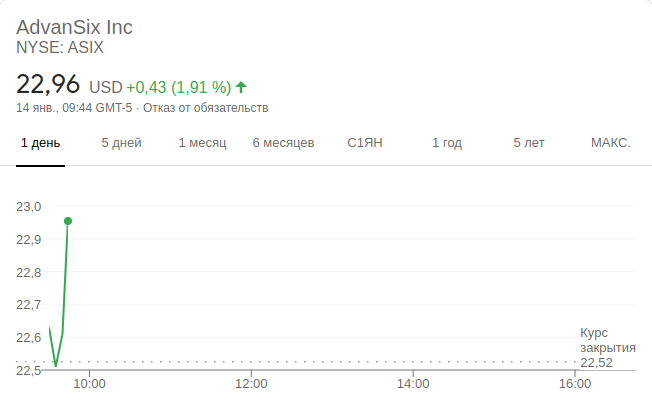 AdvanSix Inc
NYSE: ASIX
22,96 USD +0,43 (1,91 %)
14 янв., 09:44 GMT-5 · Отказ от обязательств
1 день 5 дней 1 месяц 6 месяцев С1ЯН 1 год 5 лет МАКС.
23,0
22,9
22,8
22,7
22,6
Курс
закрытия
22,52
22,5
10:00 12:00 14:00 16:00